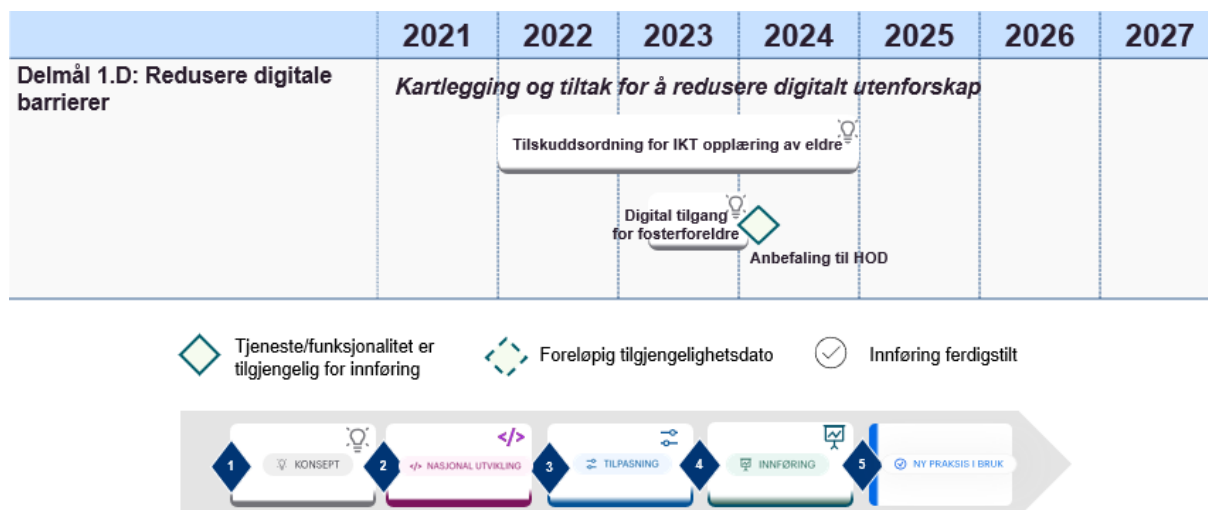 2021 2022 2023 2024 2025 2026 2027
Delmål 1.D: Redusere digitale
barrierer
Kartlegging og tiltak for å redusere digitalt utenforskap
Tilskuddsordning for IKT opplæring av eldre
Digital tilgang
for fosterforeldre
Anbefaling til HOD
Tjeneste/funksjonalitet er
tilgjengelig for innføring
Foreløpig tilgjengelighetsdato
Innføring ferdigstilt
1 KONSEPT 2 </> </> NASJONAL UTVIKLING 3 TILPASNING 4 INNFØRING 5 NY PRAKSIS I BRUK